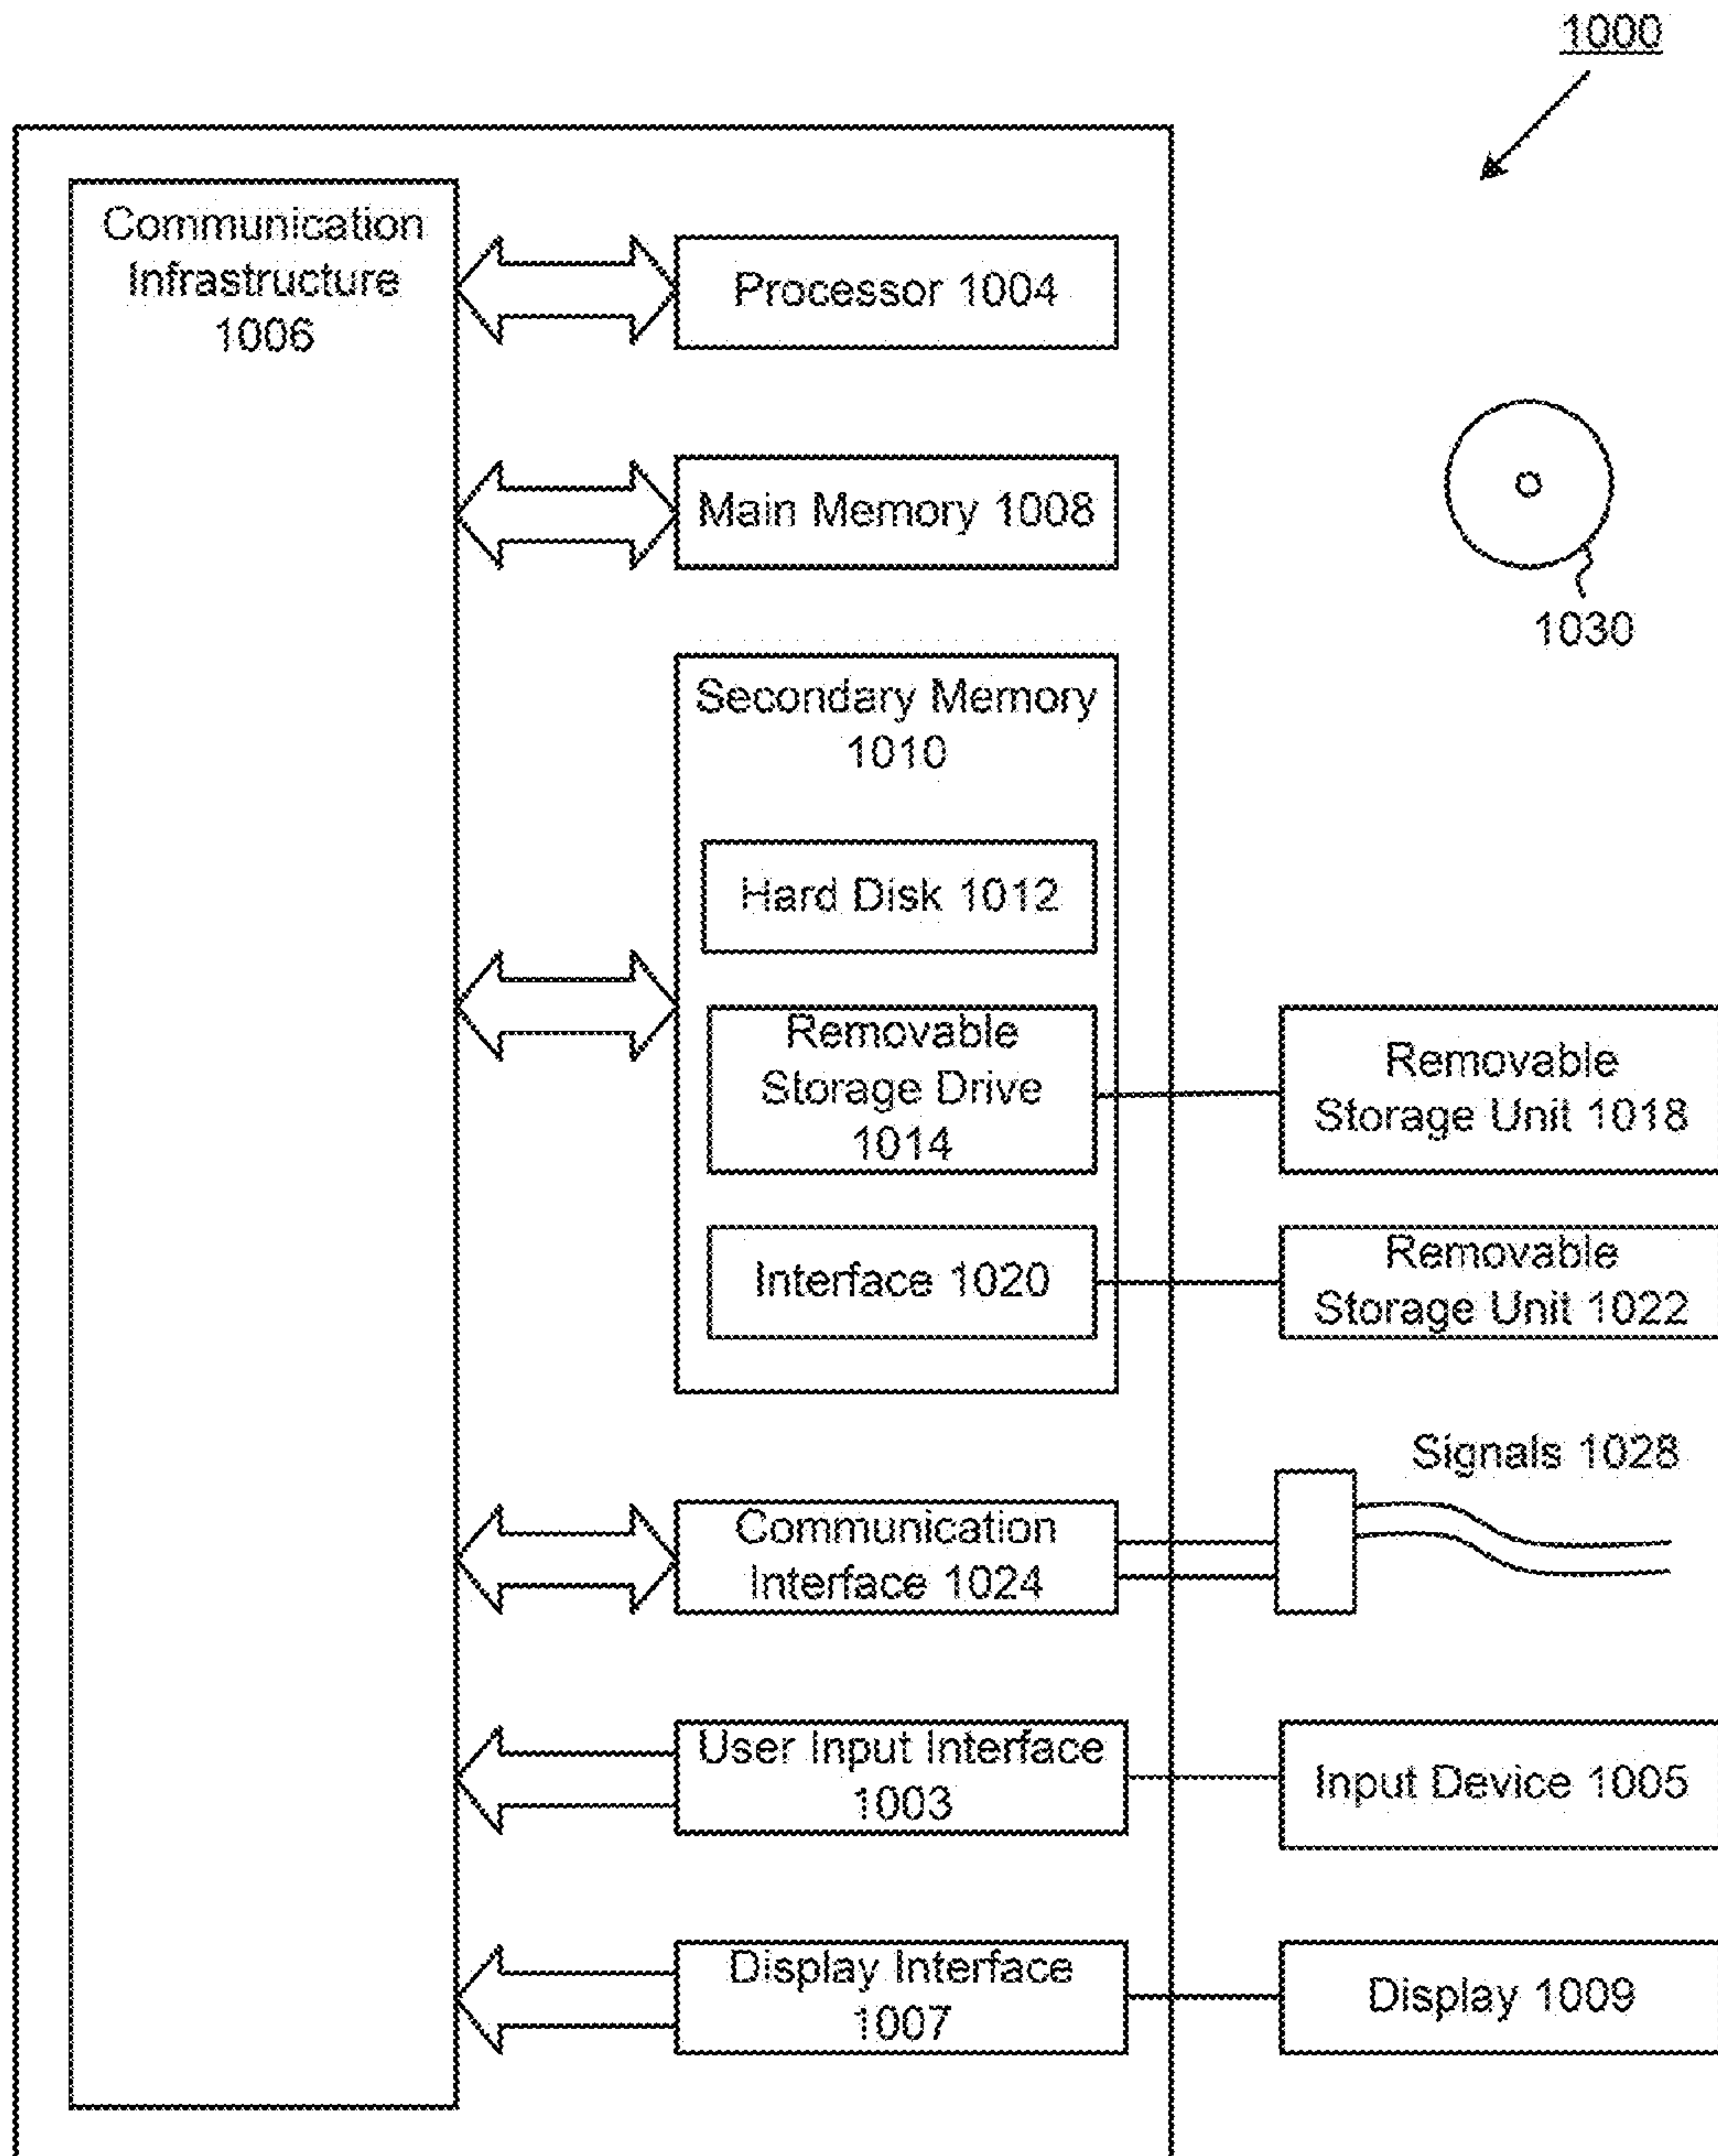 1000
Communication
Infrastructure
1006
Processor 1004
Main Memory 1008
1030
Secondary Memory
1010
Hard Disk 1012
Removable
Storage Drive
1014
Removable
Storage Unit 1018
Interface 1020
Removable
Storage Unit 1022
Signals 1028
Communication
Interface 1024
User Input Interface
1003
Input Device 1005
Display Interface
1007
Display 1009